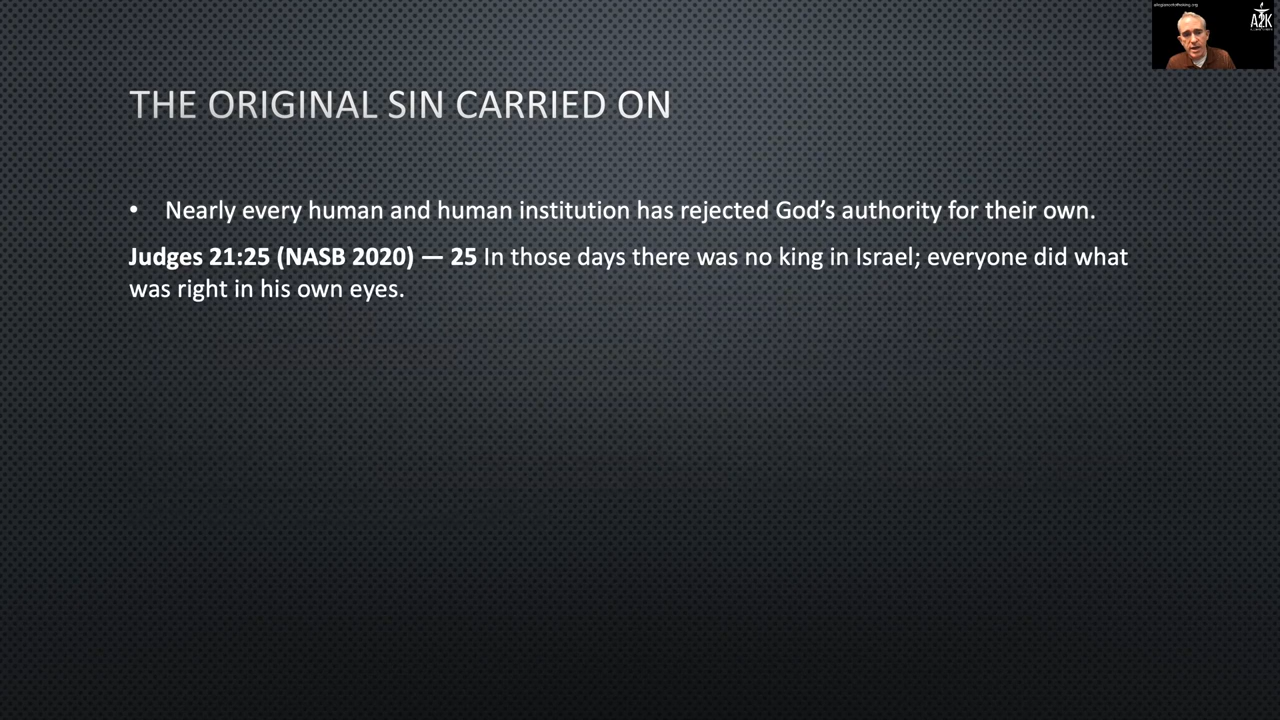 allegiancetotheking.org
A2K
THE ORIGINAL SIN CARRIED ON
• Nearly every human and human institution has rejected God’s authority for their own.
Judges 21:25 (NASB 2020) — 25 In those days there was no king in Israel; everyone did what
was right in his own eyes.